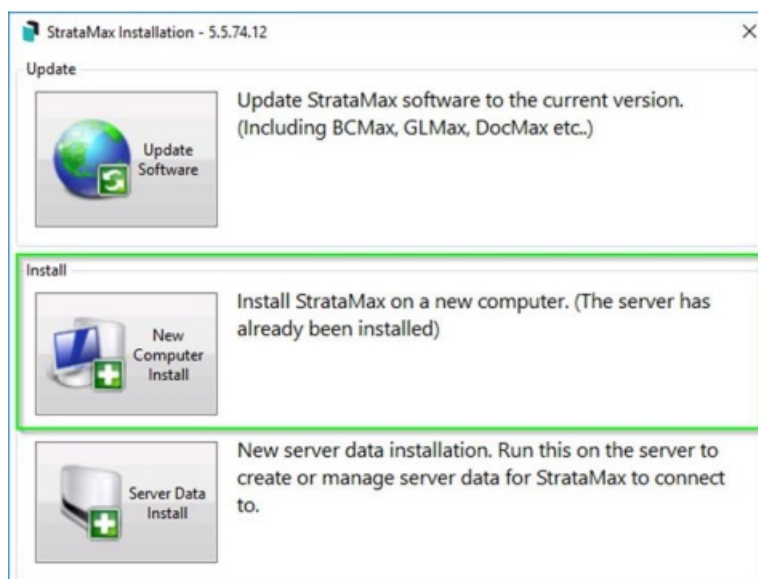 StrataMax Installation - 5.5.74.12
Update
Update
Software
Update StrataMax software to the current version.
(Including BCMax, GLMax, DocMax etc..)
Install
New
Computer
Install
Install StrataMax on a new computer. (The server has
already been installed)
Server Data
Install
New server data installation. Run this on the server to
create or manage server data for StrataMax to connect
to.